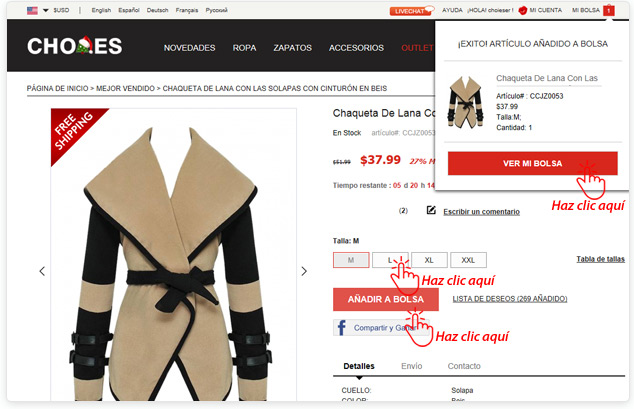 $USD | English Español Deutsch Français Русский
LIVECHAT AYUDA ¡HOLA! choieser ! MI CUENTA MI BOLSA 1
CHOIES
NOVEDADES ROPA ZAPATOS ACCESORIOS OUTLET
¡EXITO! ARTÍCULO AÑADIDO A BOLSA
Chaqueta De Lana Con Las
Artículo# : CCJZ0053
$37.99
Talla:M;
Cantidad: 1
VER MI BOLSA
Haz clic aquí
PÁGINA DE INICIO > MEJOR VENDIDO > CHAQUETA DE LANA CON LAS SOLAPAS CON CINTURÓN EN BEIS
FREE
SHIPPING
Chaqueta De Lana Co
En Stock artículo#: CCJZ0053
$51.99 $37.99 27%
Tiempo restante : 05 d 20 h 14
(2) Escribir un comentario
Talla: M
M L XL XXL Tabla de tallas
Haz clic aquí
AÑADIR A BOLSA LISTA DE DESEOS (269 AÑADIDO)
f Compartir y Ganar
Haz clic aquí
Detalles Envío Contacto
CUELLO: Solapa
COLOR: Beis